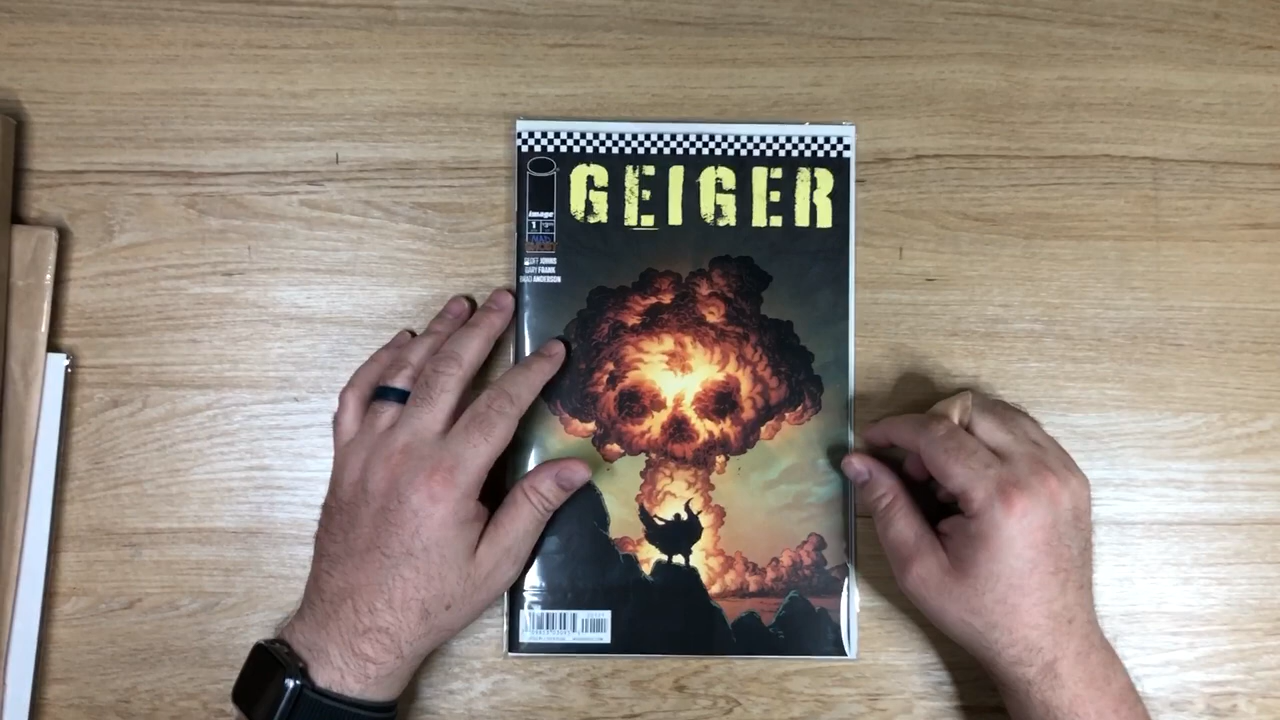 GEIGER
image
1
GEOFF JOHNS
GARY FRANK
BRAD ANDERSON